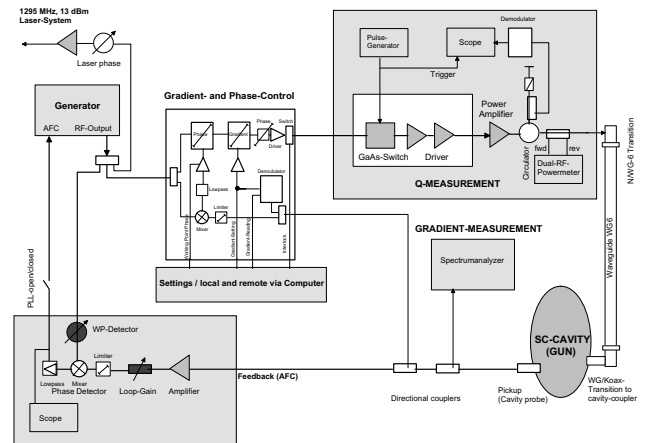 1295 MHz, 13 dBm
Laser-System
Laser phase
Generator
AFC
RF-Output
Gradient- and Phase-Control
Phase
Gradient
Phase
Switch
Driver
Demodulator
Lowpass
Limiter
Mixer
Working Point Phase
Gradient-Setting
Gradient-Reading
Interlock
Settings / local and remote via Computer
Pulse-
Generator
Scope
Demodulator
Trigger
Power
Amplifier
GaAs-Switch
Driver
Circulator
fwd
rev
Dual-RF-
Powermeter
Q-MEASUREMENT
N/WG-6 Transition
Waveguide WG6
GRADIENT-MEASUREMENT
Spectrumanalyzer
SC-CAVITY
(GUN)
WG/Koax-
Transition to
cavity-coupler
Pickup
(Cavity probe)
Directional couplers
Feedback (AFC)
PLL-open/closed
WP-Detector
Limiter
Lowpass
Mixer
Phase Detector
Loop-Gain
Amplifier
Scope